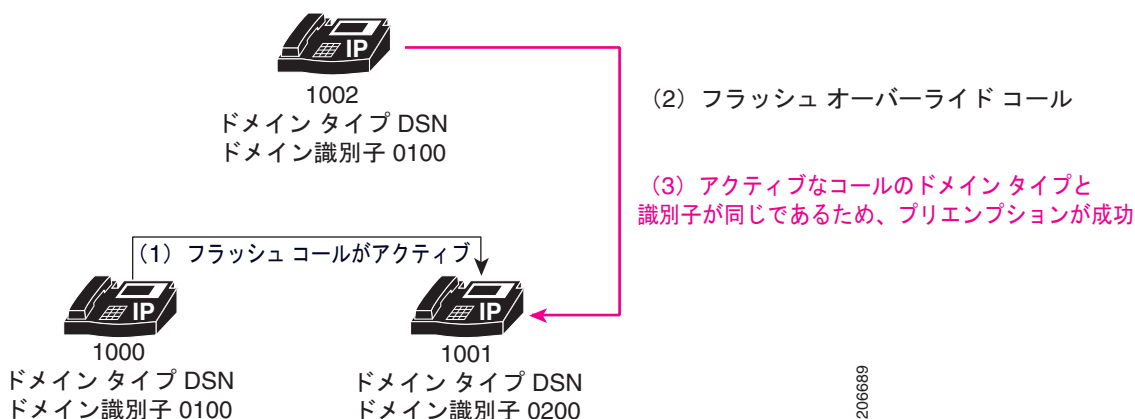 IP
1002
ドメイン タイプ DSN
ドメイン識別子 0100
（2）フラッシュ オーバーライド コール
（3）アクティブなコールのドメイン タイプと
識別子が同じであるため、プリエンプションが成功
（1）フラッシュ コールがアクティブ
IP
1000
ドメイン タイプ DSN
ドメイン識別子 0100
IP
1001
ドメイン タイプ DSN
ドメイン識別子 0200
206689